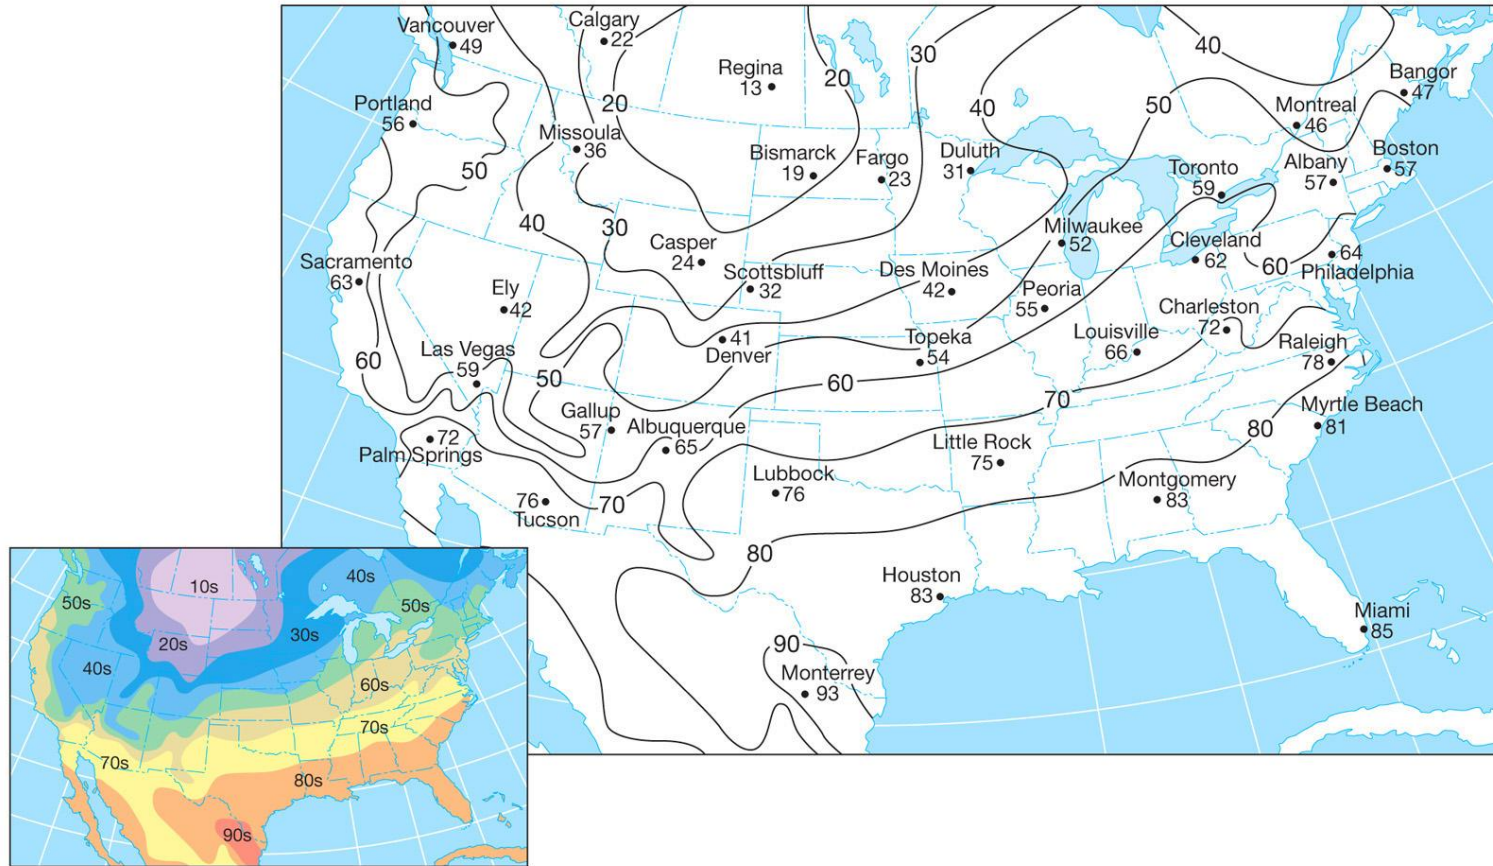 Vancouver
49
Calgary
22
30
40
Regina
13
20
Bangor
47
20
40
50
Portland
56
Montreal
46
Missoula
36
Bismarck
19
Fargo
23
Duluth
31
Toronto
59
Albany
57
Boston
57
50
40
30
Casper
24
Scottsbluff
32
Milwaukee
52
Cleveland
62
64
Philadelphia
60
Sacramento
63
Ely
42
Des Moines
42
Peoria
55
Charleston
72
41
Denver
Topeka
54
Louisville
66
Raleigh
78
60
Las Vegas
59
50
60
70
Gallup
57
Albuquerque
65
Myrtle Beach
81
72
Palm Springs
Little Rock
75
80
Lubbock
76
Montgomery
83
76
Tucson
70
80
Houston
83
Miami
85
90
Monterrey
93
10s
40s
50s
50s
20s
30s
40s
60s
70s
70s
80s
90s